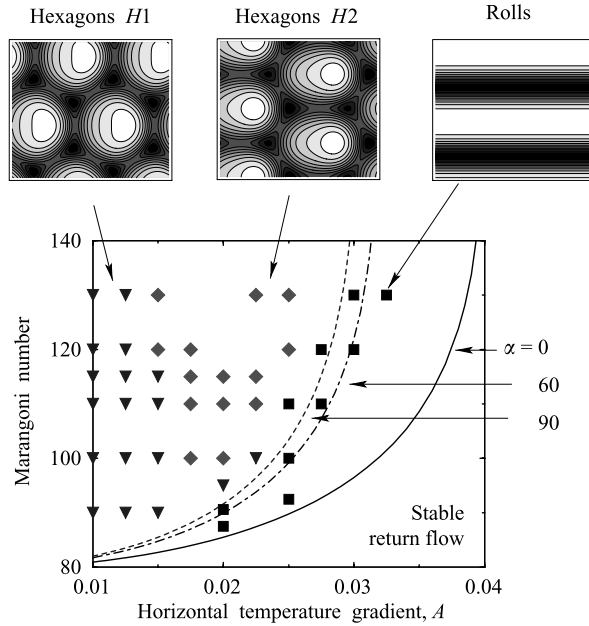 Hexagons H1
Hexagons H2
Rolls
140
120
100
80
Marangoni number
α = 0
60
90
Stable
return flow
0.01
0.02
0.03
0.04
Horizontal temperature gradient, A